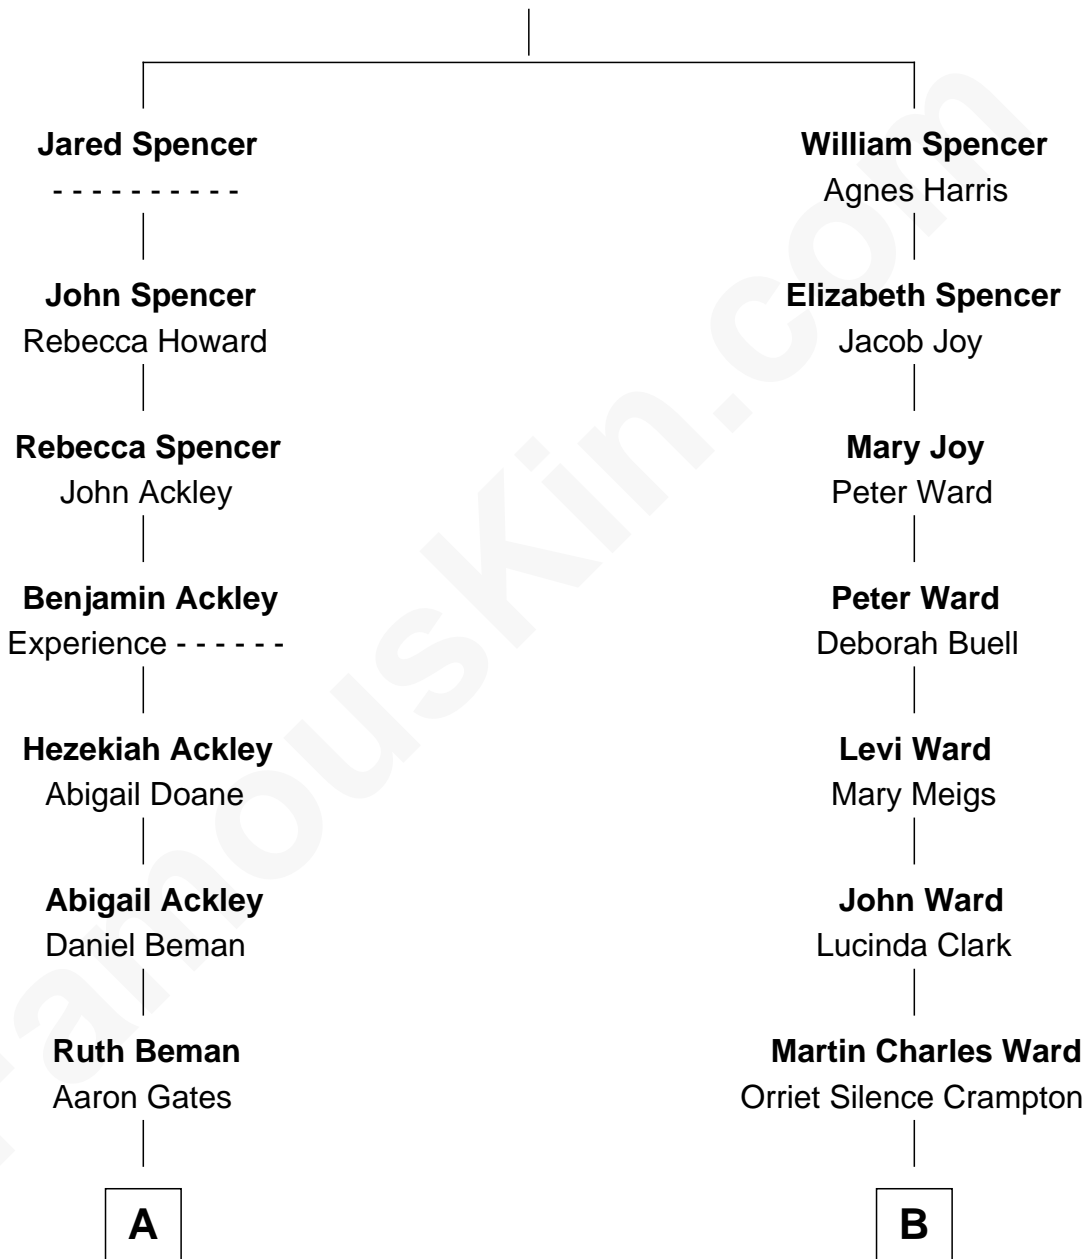 Jared Spencer
- - - - - - - - - -
John Spencer
Rebecca Howard
Rebecca Spencer
John Ackley
Benjamin Ackley
Experience - - - - - -
Hezekiah Ackley
Abigail Doane
Abigail Ackley
Daniel Beman
Ruth Beman
Aaron Gates
A
William Spencer
Agnes Harris
Elizabeth Spencer
Jacob Joy
Mary Joy
Peter Ward
Peter Ward
Deborah Buell
Levi Ward
Mary Meigs
John Ward
Lucinda Clark
Martin Charles Ward
Orriet Silence Crampton
B
FamousKin.com